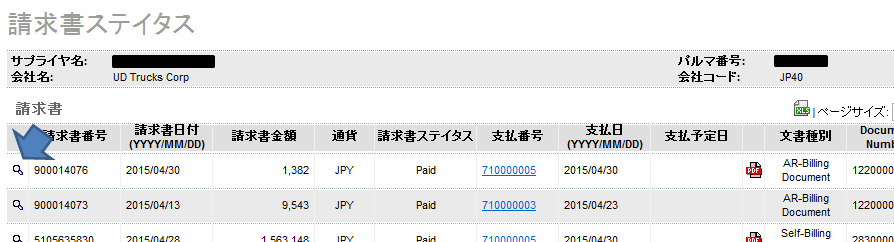 請求書ステイタス
サプライヤ名: パルマ番号:
会社名: UD Trucks Corp 会社コード: JP40
請求書 XLS | ページサイズ:
請求書番号 請求書日付 (YYYY/MM/DD) 請求書金額 通貨 請求書ステイタス 支払番号 支払日 (YYYY/MM/DD) 支払予定日 文書種別 Docum Numb
900014076 2015/04/30 1,382 JPY Paid 710000005 2015/04/30 PDF AR-Billing Document 1220000
900014073 2015/04/13 9,543 JPY Paid 710000003 2015/04/23 PDF AR-Billing Document 1220000
5105635830 2015/04/28 1,563,148 JPY Paid 710000005 2015/04/30 Self-Billing 2830000